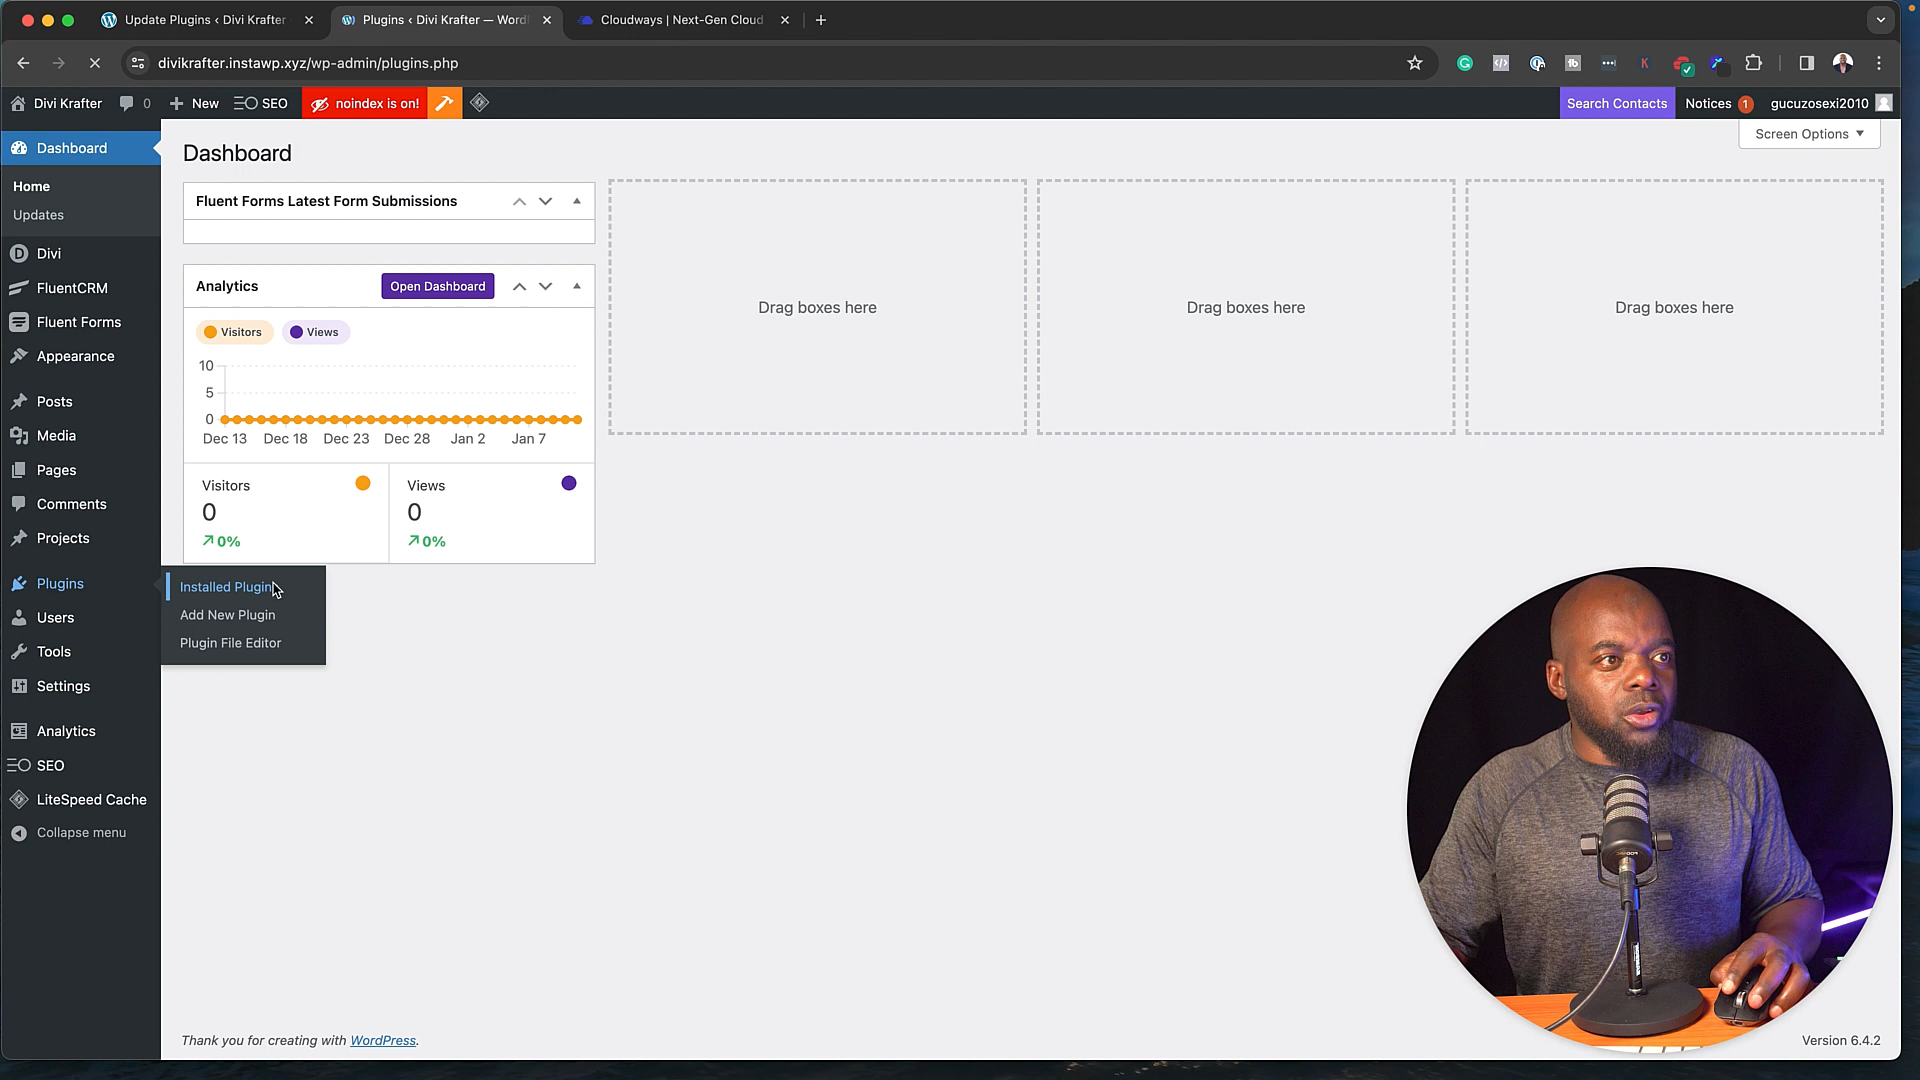 Update Plugins ‹ Divi Krafter
Plugins ‹ Divi Krafter — Word
Cloudways | Next-Gen Cloud
divikrafter.instawp.xyz/wp-admin/plugins.php
Divi Krafter
0
New
SEO
noindex is on!
Search Contacts
Notices 1
gucuzosexi2010
Screen Options
Dashboard
Home
Updates
Divi
FluentCRM
Fluent Forms
Appearance
Posts
Media
Pages
Comments
Projects
Plugins
Users
Tools
Settings
Analytics
SEO
LiteSpeed Cache
Collapse menu
Installed Plugin
Add New Plugin
Plugin File Editor
Dashboard
Fluent Forms Latest Form Submissions
Analytics
Open Dashboard
Visitors
Views
10
5
0
Dec 13 Dec 18 Dec 23 Dec 28 Jan 2 Jan 7
Visitors
0
0%
Views
0
0%
Drag boxes here
Drag boxes here
Drag boxes here
Thank you for creating with WordPress.
Version 6.4.2